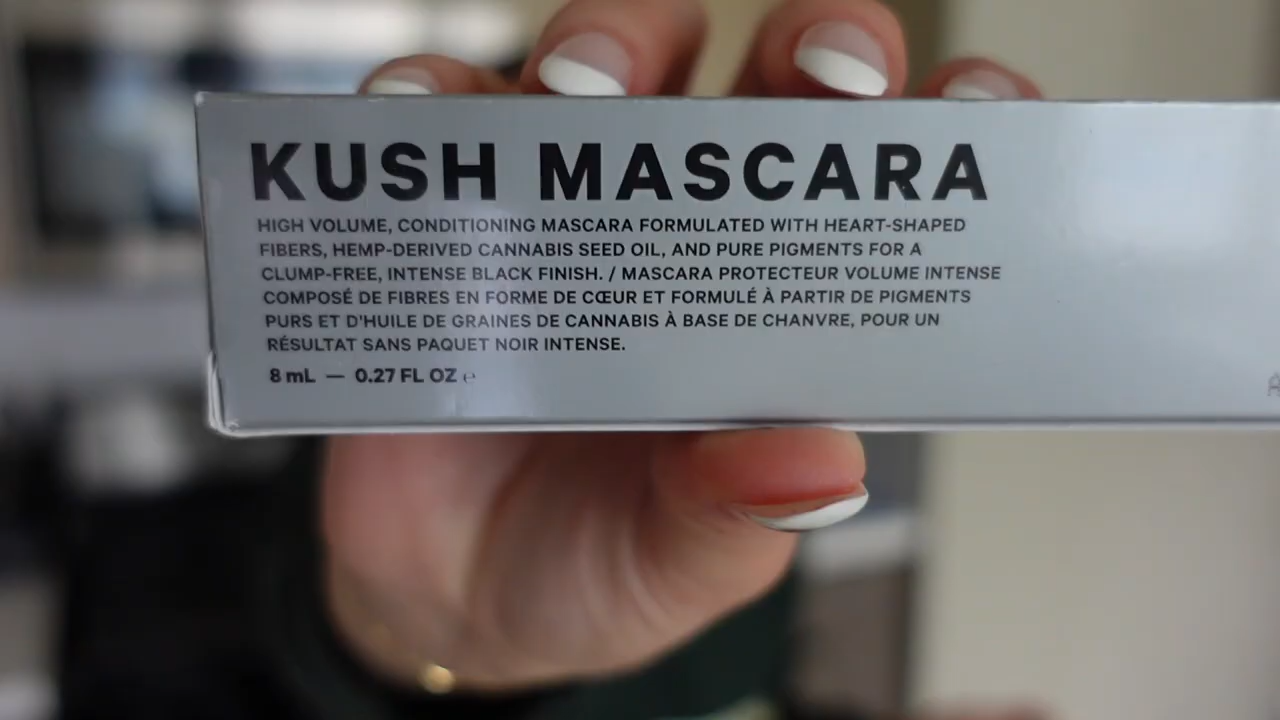 KUSH MASCARA
HIGH VOLUME, CONDITIONING MASCARA FORMULATED WITH HEART-SHAPED
FIBERS, HEMP-DERIVED CANNABIS SEED OIL, AND PURE PIGMENTS FOR A
CLUMP-FREE, INTENSE BLACK FINISH. / MASCARA PROTECTEUR VOLUME INTENSE
COMPOSÉ DE FIBRES EN FORME DE CŒUR ET FORMULÉ À PARTIR DE PIGMENTS
PURS ET D'HUILE DE GRAINES DE CANNABIS À BASE DE CHANVRE, POUR UN
RÉSULTAT SANS PAQUET NOIR INTENSE.
8 mL — 0.27 FL OZ ℮